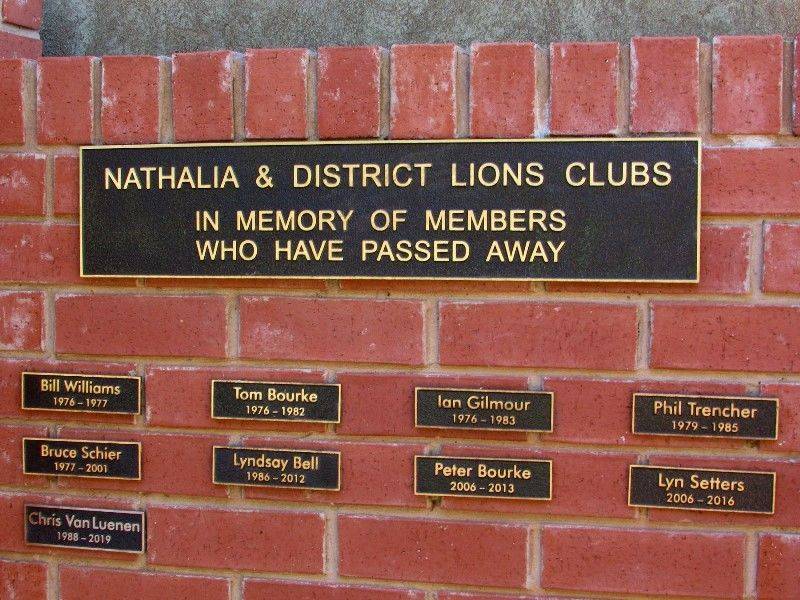 NATHALIA & DISTRICT LIONS CLUBS
IN MEMORY OF MEMBERS
WHO HAVE PASSED AWAY
Bill Williams
1976 – 1977
Tom Bourke
1976 – 1982
Ian Gilmour
1976 – 1983
Phil Trencher
1979 – 1985
Bruce Schier
1977 – 2001
Lyndsay Bell
1986 – 2012
Peter Bourke
2006 – 2013
Lyn Setters
2006 – 2016
Chris Van Luenen
1988 – 2019